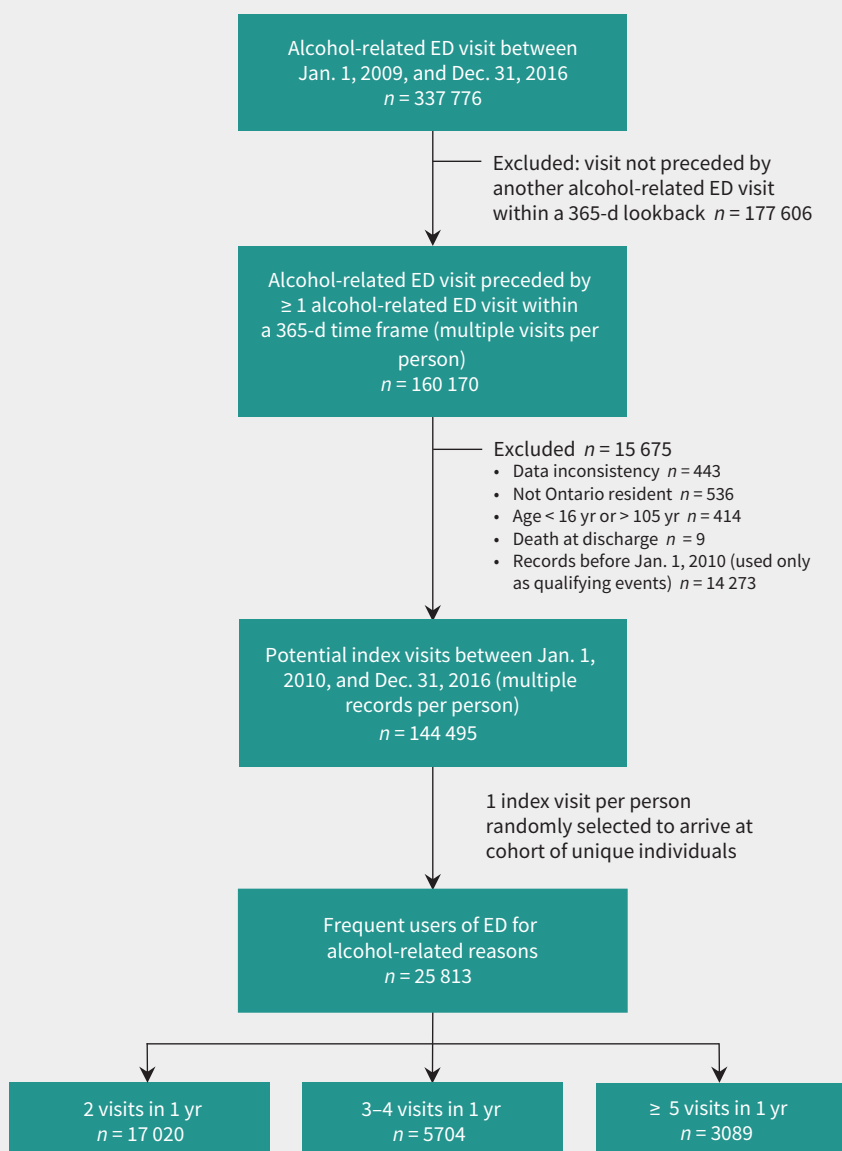 Alcohol-related ED visit between
Jan. 1, 2009, and Dec. 31, 2016
n = 337 776
Excluded: visit not preceded by
another alcohol-related ED visit
within a 365-d lookback n = 177 606
Alcohol-related ED visit preceded by
≥ 1 alcohol-related ED visit within
a 365-d time frame (multiple visits per
person)
n = 160 170
Excluded n = 15 675
• Data inconsistency n = 443
• Not Ontario resident n = 536
• Age < 16 yr or > 105 yr n = 414
• Death at discharge n = 9
• Records before Jan. 1, 2010 (used only
as qualifying events) n = 14 273
Potential index visits between Jan. 1,
2010, and Dec. 31, 2016 (multiple
records per person)
n = 144 495
1 index visit per person
randomly selected to arrive at
cohort of unique individuals
Frequent users of ED for
alcohol-related reasons
n = 25 813
2 visits in 1 yr
n = 17 020
3–4 visits in 1 yr
n = 5704
≥ 5 visits in 1 yr
n = 3089